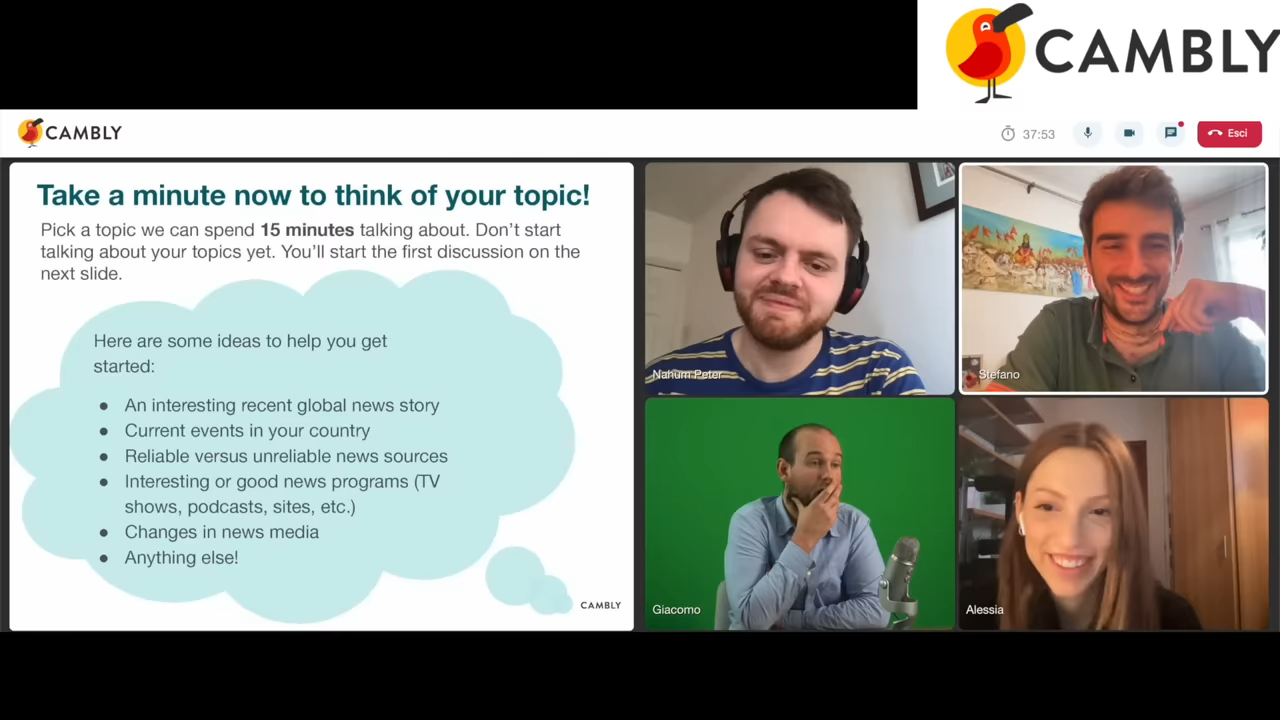 CAMBLY
CAMBLY
37:53
Esci
Take a minute now to think of your topic!
Pick a topic we can spend 15 minutes talking about. Don’t start
talking about your topics yet. You’ll start the first discussion on the
next slide.
Here are some ideas to help you get
started:
● An interesting recent global news story
● Current events in your country
● Reliable versus unreliable news sources
● Interesting or good news programs (TV
shows, podcasts, sites, etc.)
● Changes in news media
● Anything else!
CAMBLY
Nahum Peter
Stefano
Giacomo
Alessia